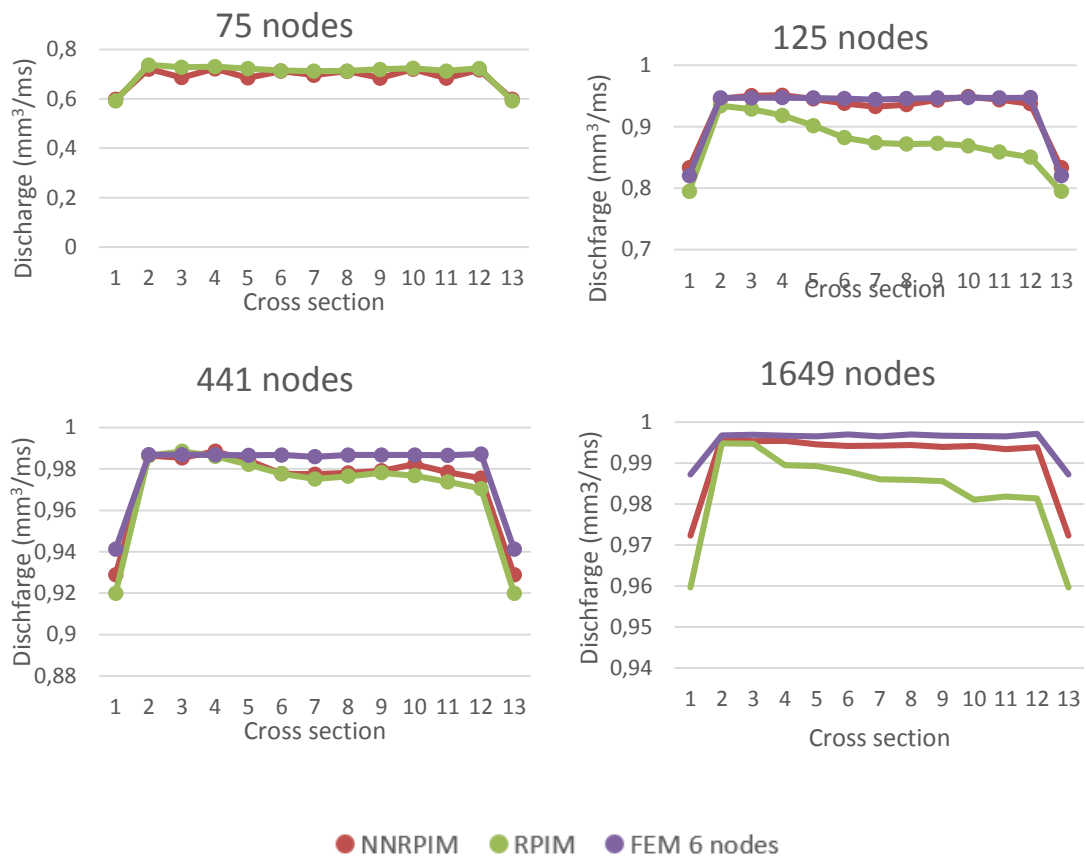 75 nodes
Discharge (mm³/ms)
0,8
0,6
0,4
0,2
0
1 2 3 4 5 6 7 8 9 10 11 12 13
Cross section
125 nodes
Dischfarge (mm³/ms)
1
0,9
0,8
0,7
1 2 3 4 5 6 7 8 9 10 11 12 13
Cross section
441 nodes
Dischfarge (mm³/ms)
1
0,98
0,96
0,94
0,92
0,9
0,88
1 2 3 4 5 6 7 8 9 10 11 12 13
Cross section
1649 nodes
Dischfarge (mm3/ms)
1
0,99
0,98
0,97
0,96
0,95
0,94
1 2 3 4 5 6 7 8 9 10 11 12 13
Cross section
NNRPIM RPIM FEM 6 nodes